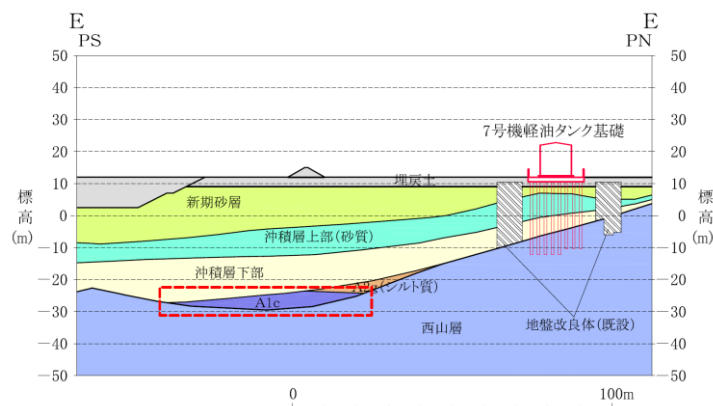 E
E
PS
PN
50
50
40
40
30
30
7号機軽油タンク基礎
20
20
埋戻土
10
10
新期砂層
標高(m)
標高(m)
0
0
沖積層上部(砂質)
-10
-10
沖積層下部
-20
-20
(シルト質)
A1c
-30
-30
西山層
地盤改良体(既設)
-40
-40
-50
-50
0
100m